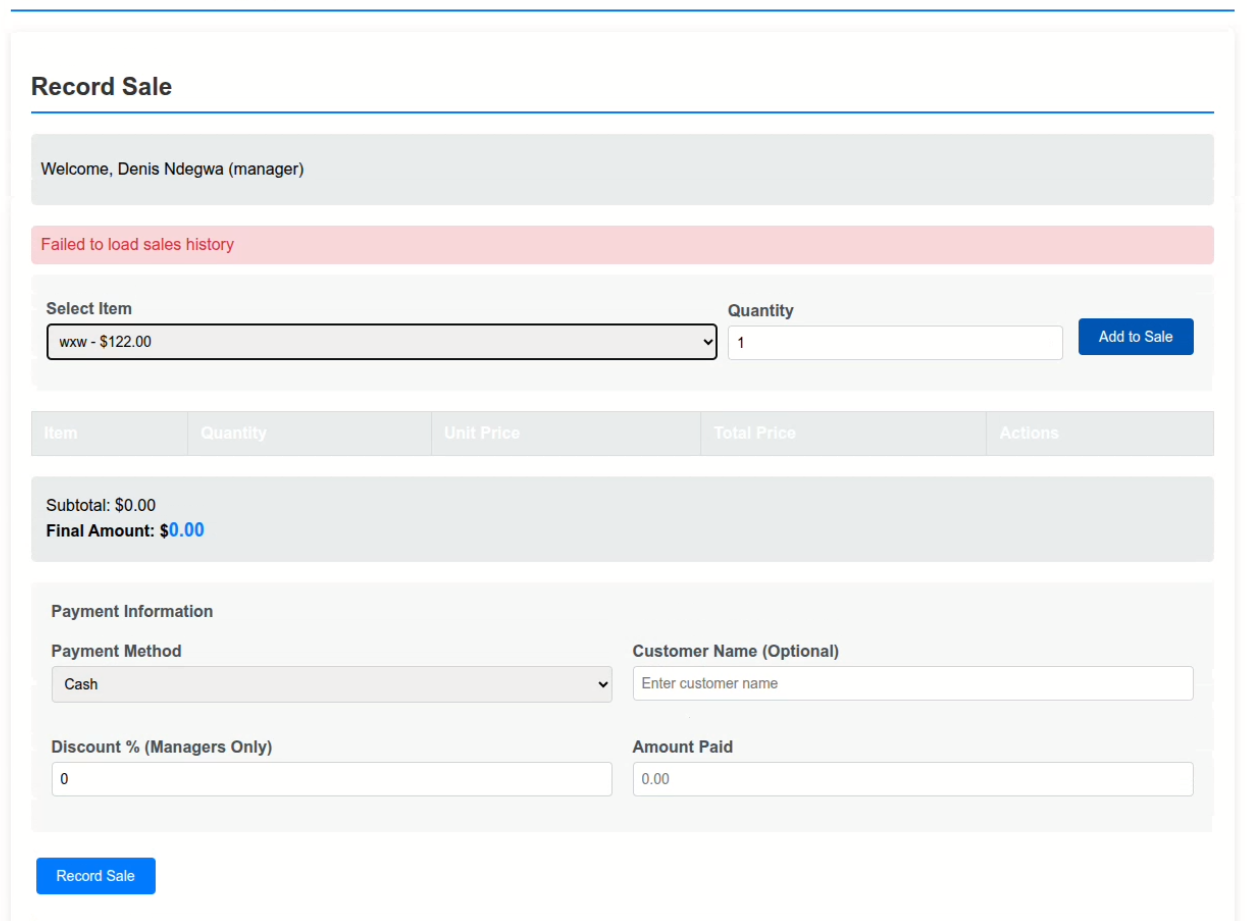 Record Sale
Welcome, Denis Ndegwa (manager)
Failed to load sales history
Select Item
Quantity
wxw - $122.00
1
Add to Sale
Item Quantity Unit Price Total Price Actions
Subtotal: $0.00
Final Amount: $0.00
Payment Information
Payment Method
Customer Name (Optional)
Cash
Enter customer name
Discount % (Managers Only)
Amount Paid
0
0.00
Record Sale